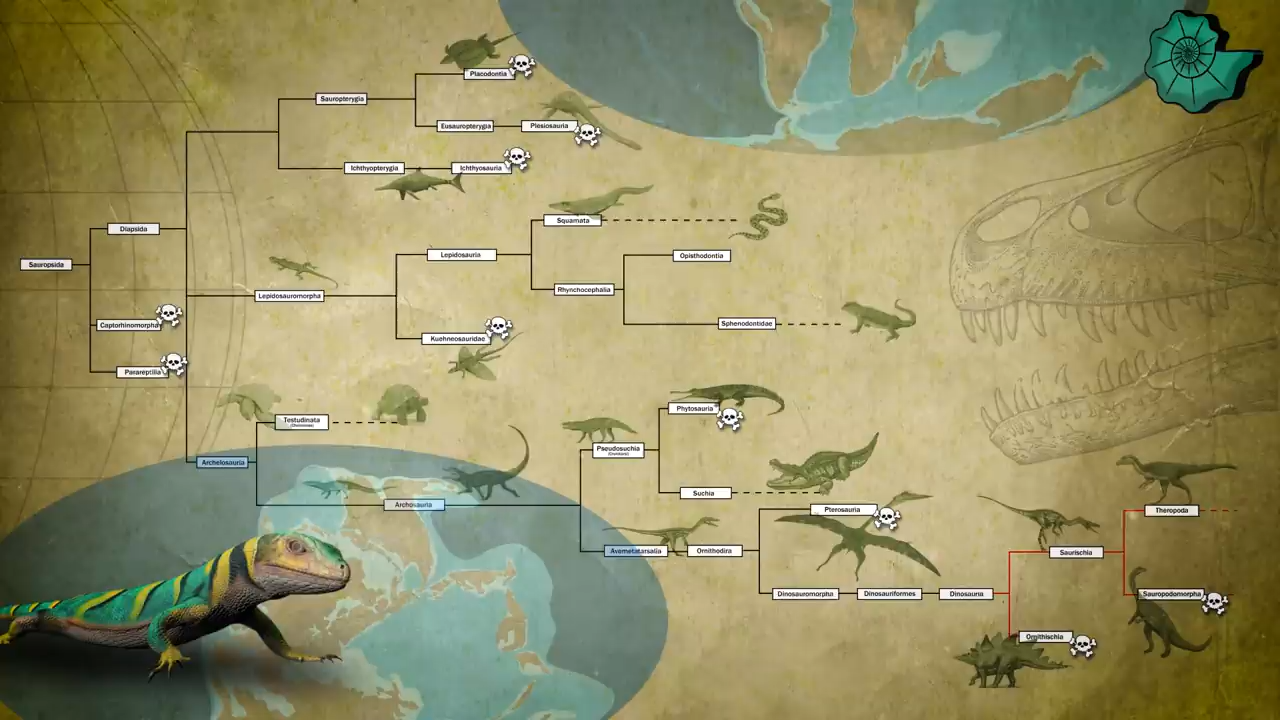 Placodontia
Sauropterygia
Eusauropterygia
Plesiosauria
Ichthyopterygia
Ichthyosauria
Squamata
Diapsida
Lepidosauria
Opisthodontia
Sauropsida
Rhynchocephalia
Lepidosauromorpha
Captorhinomorpha
Sphenodontidae
Kuehneosauridae
Parareptilia
Phytosauria
Testudinata
(Chelonians)
Pseudosuchia
Archelosauria
Suchia
Archosauria
Pterosauria
Theropoda
Avemetatarsalia
Ornithodira
Saurischia
Dinosauromorpha
Dinosauriformes
Dinosauria
Sauropodomorpha
Ornithischia